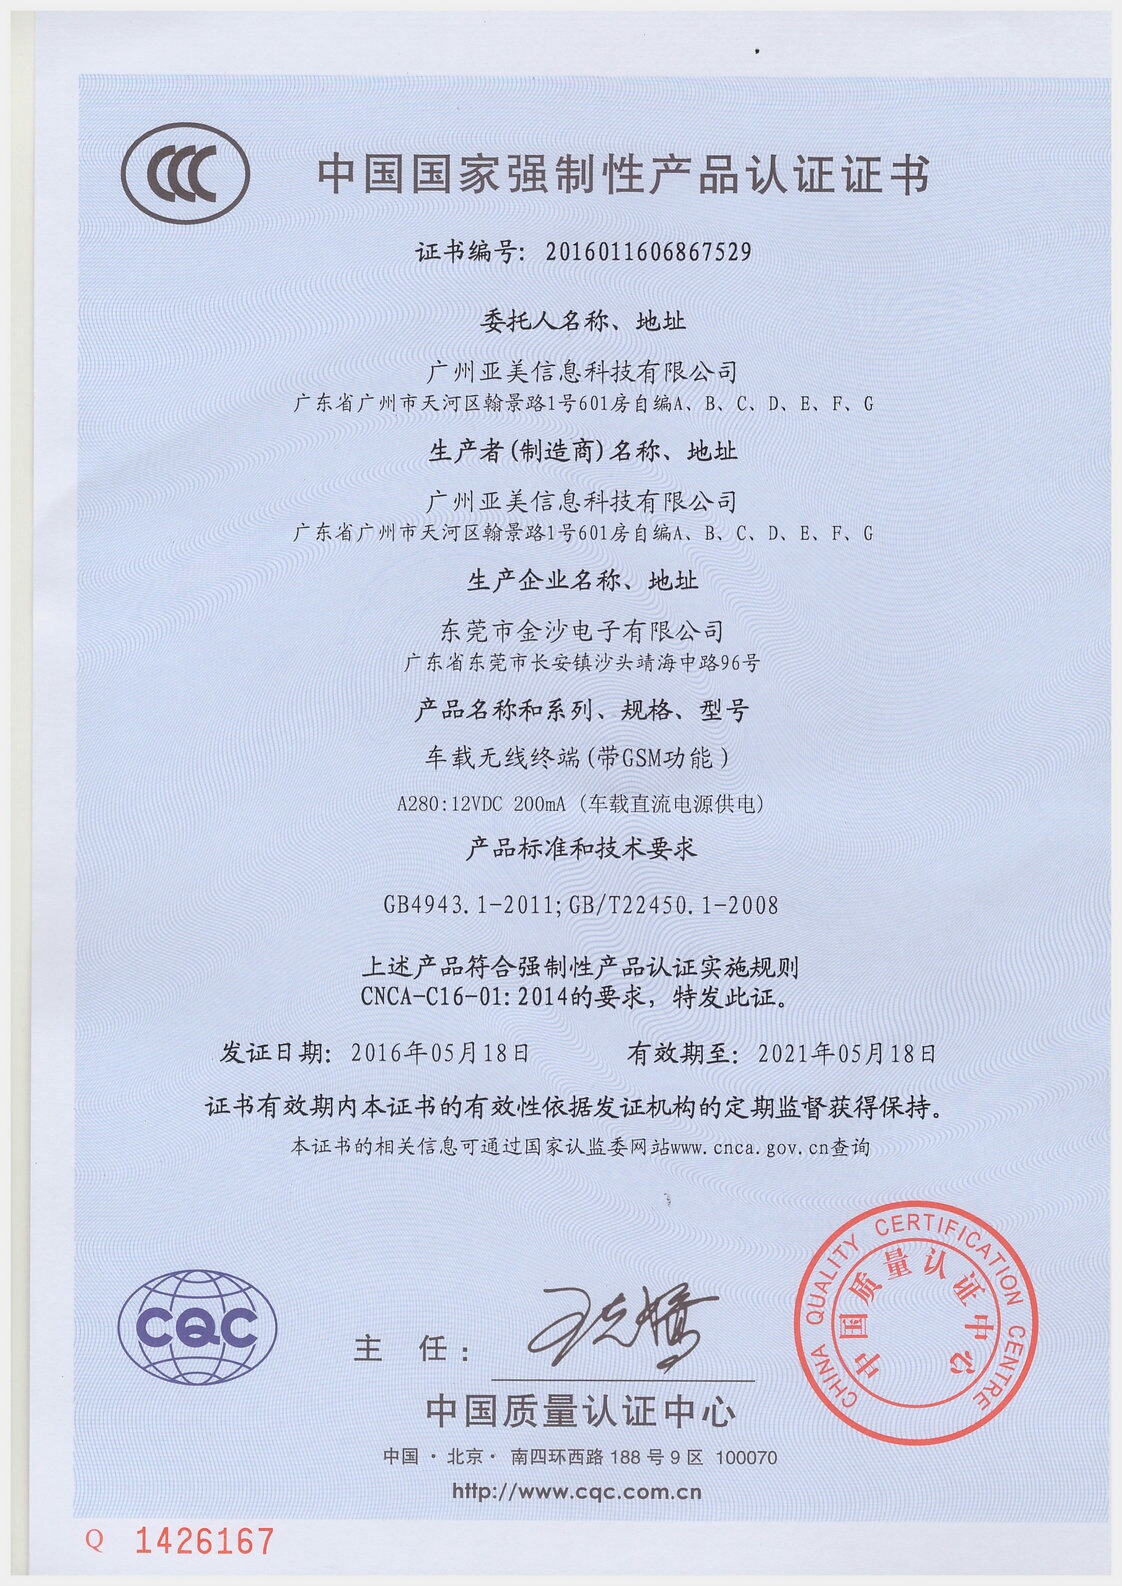 CCC
中国国家强制性产品认证证书
证书编号: 2016011606867529
委托人名称、地址
广州亚美信息科技有限公司
广东省广州市天河区翰景路1号601房自编A、B、C、D、E、F、G
生产者(制造商)名称、地址
广州亚美信息科技有限公司
广东省广州市天河区翰景路1号601房自编A、B、C、D、E、F、G
生产企业名称、地址
东莞市金沙电子有限公司
广东省东莞市长安镇沙头靖海中路96号
产品名称和系列、规格、型号
车载无线终端(带GSM功能)
A280:12VDC 200mA (车载直流电源供电)
产品标准和技术要求
GB4943.1-2011;GB/T22450.1-2008
上述产品符合强制性产品认证实施规则
CNCA-C16-01:2014的要求，特发此证。
发证日期: 2016年05月18日 有效期至: 2021年05月18日
证书有效期内本证书的有效性依据发证机构的定期监督获得保持。
本证书的相关信息可通过国家认监委网站www.cnca.gov.cn查询
CHINA QUALITY CERTIFICATION CENTRE
中国质量认证中心
CQC
主 任:
中国质量认证中心
中国·北京·南四环西路 188 号 9 区 100070
http://www.cqc.com.cn
Q 1426167